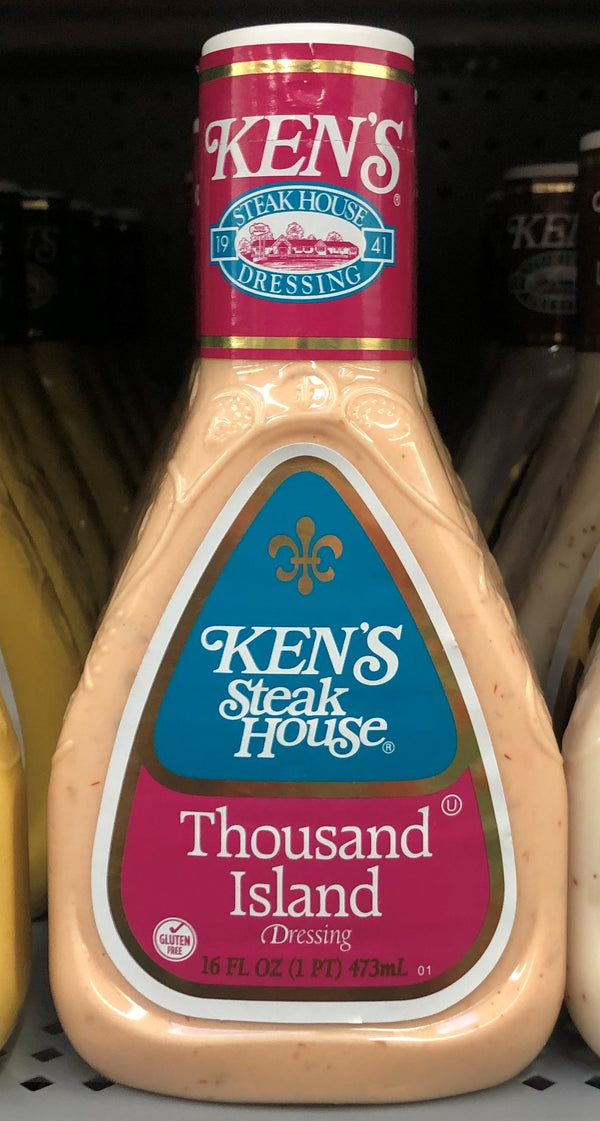 KEN'S®
STEAK HOUSE
19 41
DRESSING
KEN'S
Steak
House®
Thousand
Island
Ⓤ
Dressing
GLUTEN
FREE
16 FL OZ (1 PT) 473mL 01
KE